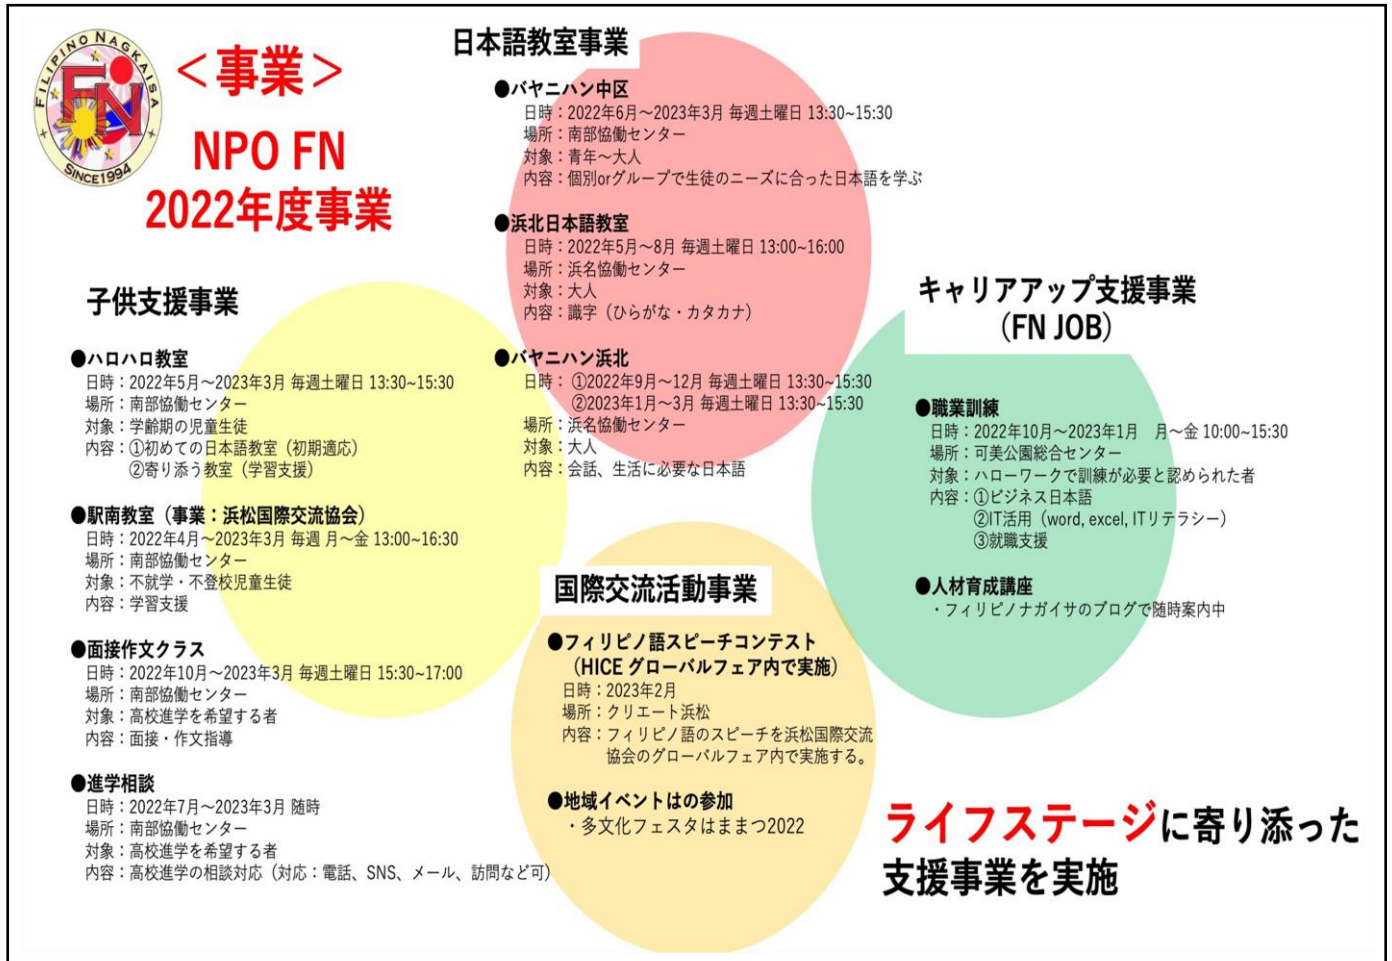 FILIPINO NAGKAISA
FN
SINCE1994
＜事業＞
NPO FN
2022年度事業
日本語教室事業
●バヤニハン中区
日時：2022年6月～2023年3月 毎週土曜日 13:30~15:30
場所：南部協働センター
対象：青年～大人
内容：個別orグループで生徒のニーズに合った日本語を学ぶ
●浜北日本語教室
日時：2022年5月～8月 毎週土曜日 13:00~16:00
場所：浜名協働センター
対象：大人
内容：識字（ひらがな・カタカナ）
●バヤニハン浜北
日時： ①2022年9月～12月 毎週土曜日 13:30~15:30
②2023年1月～3月 毎週土曜日 13:30~15:30
場所：浜名協働センター
対象：大人
内容：会話、生活に必要な日本語
子供支援事業
●ハロハロ教室
日時：2022年5月～2023年3月 毎週土曜日 13:30~15:30
場所：南部協働センター
対象：学齢期の児童生徒
内容：①初めての日本語教室（初期適応）
②寄り添う教室（学習支援）
●駅南教室（事業：浜松国際交流協会）
日時：2022年4月～2023年3月 毎週 月～金 13:00~16:30
場所：南部協働センター
対象：不就学・不登校児童生徒
内容：学習支援
●面接作文クラス
日時：2022年10月～2023年3月 毎週土曜日 15:30~17:00
場所：南部協働センター
対象：高校進学を希望する者
内容：面接・作文指導
●進学相談
日時：2022年7月～2023年3月 随時
場所：南部協働センター
対象：高校進学を希望する者
内容：高校進学の相談対応（対応：電話、SNS、メール、訪問など可）
キャリアアップ支援事業
（FN JOB）
●職業訓練
日時：2022年10月～2023年1月　月～金 10:00~15:30
場所：可美公園総合センター
対象：ハローワークで訓練が必要と認められた者
内容：①ビジネス日本語
②IT活用（word, excel, ITリテラシー）
③就職支援
●人材育成講座
・フィリピノナガイサのブログで随時案内中
国際交流活動事業
●フィリピノ語スピーチコンテスト
（HICE グローバルフェア内で実施）
日時：2023年2月
場所：クリエート浜松
内容：フィリピノ語のスピーチを浜松国際交流
協会のグローバルフェア内で実施する。
●地域イベントはの参加
・多文化フェスタはままつ2022
ライフステージに寄り添った
支援事業を実施